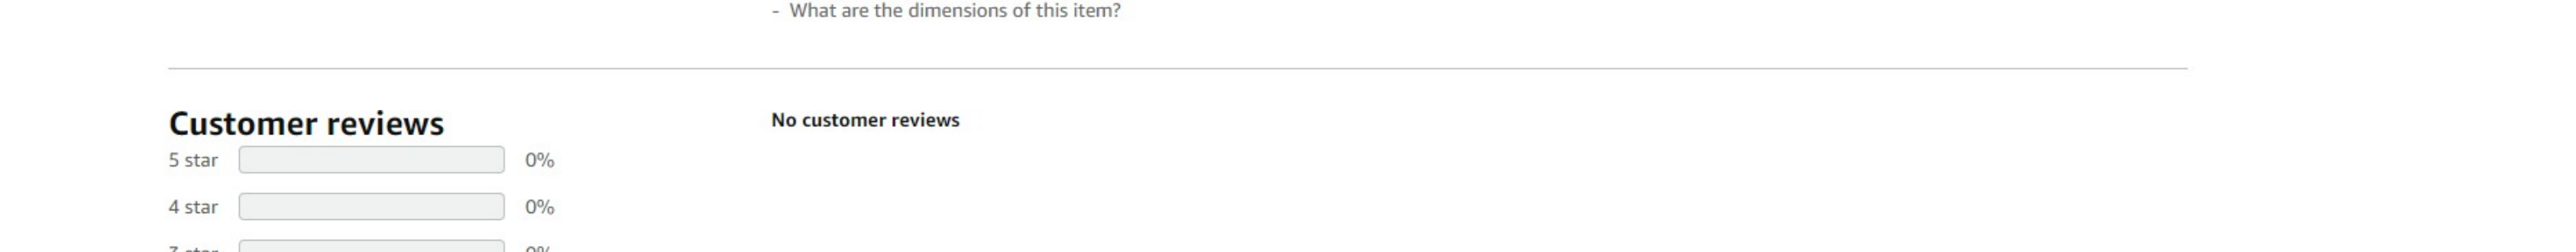 - What are the dimensions of this item?
Customer reviews
No customer reviews
5 star 0%
4 star 0%